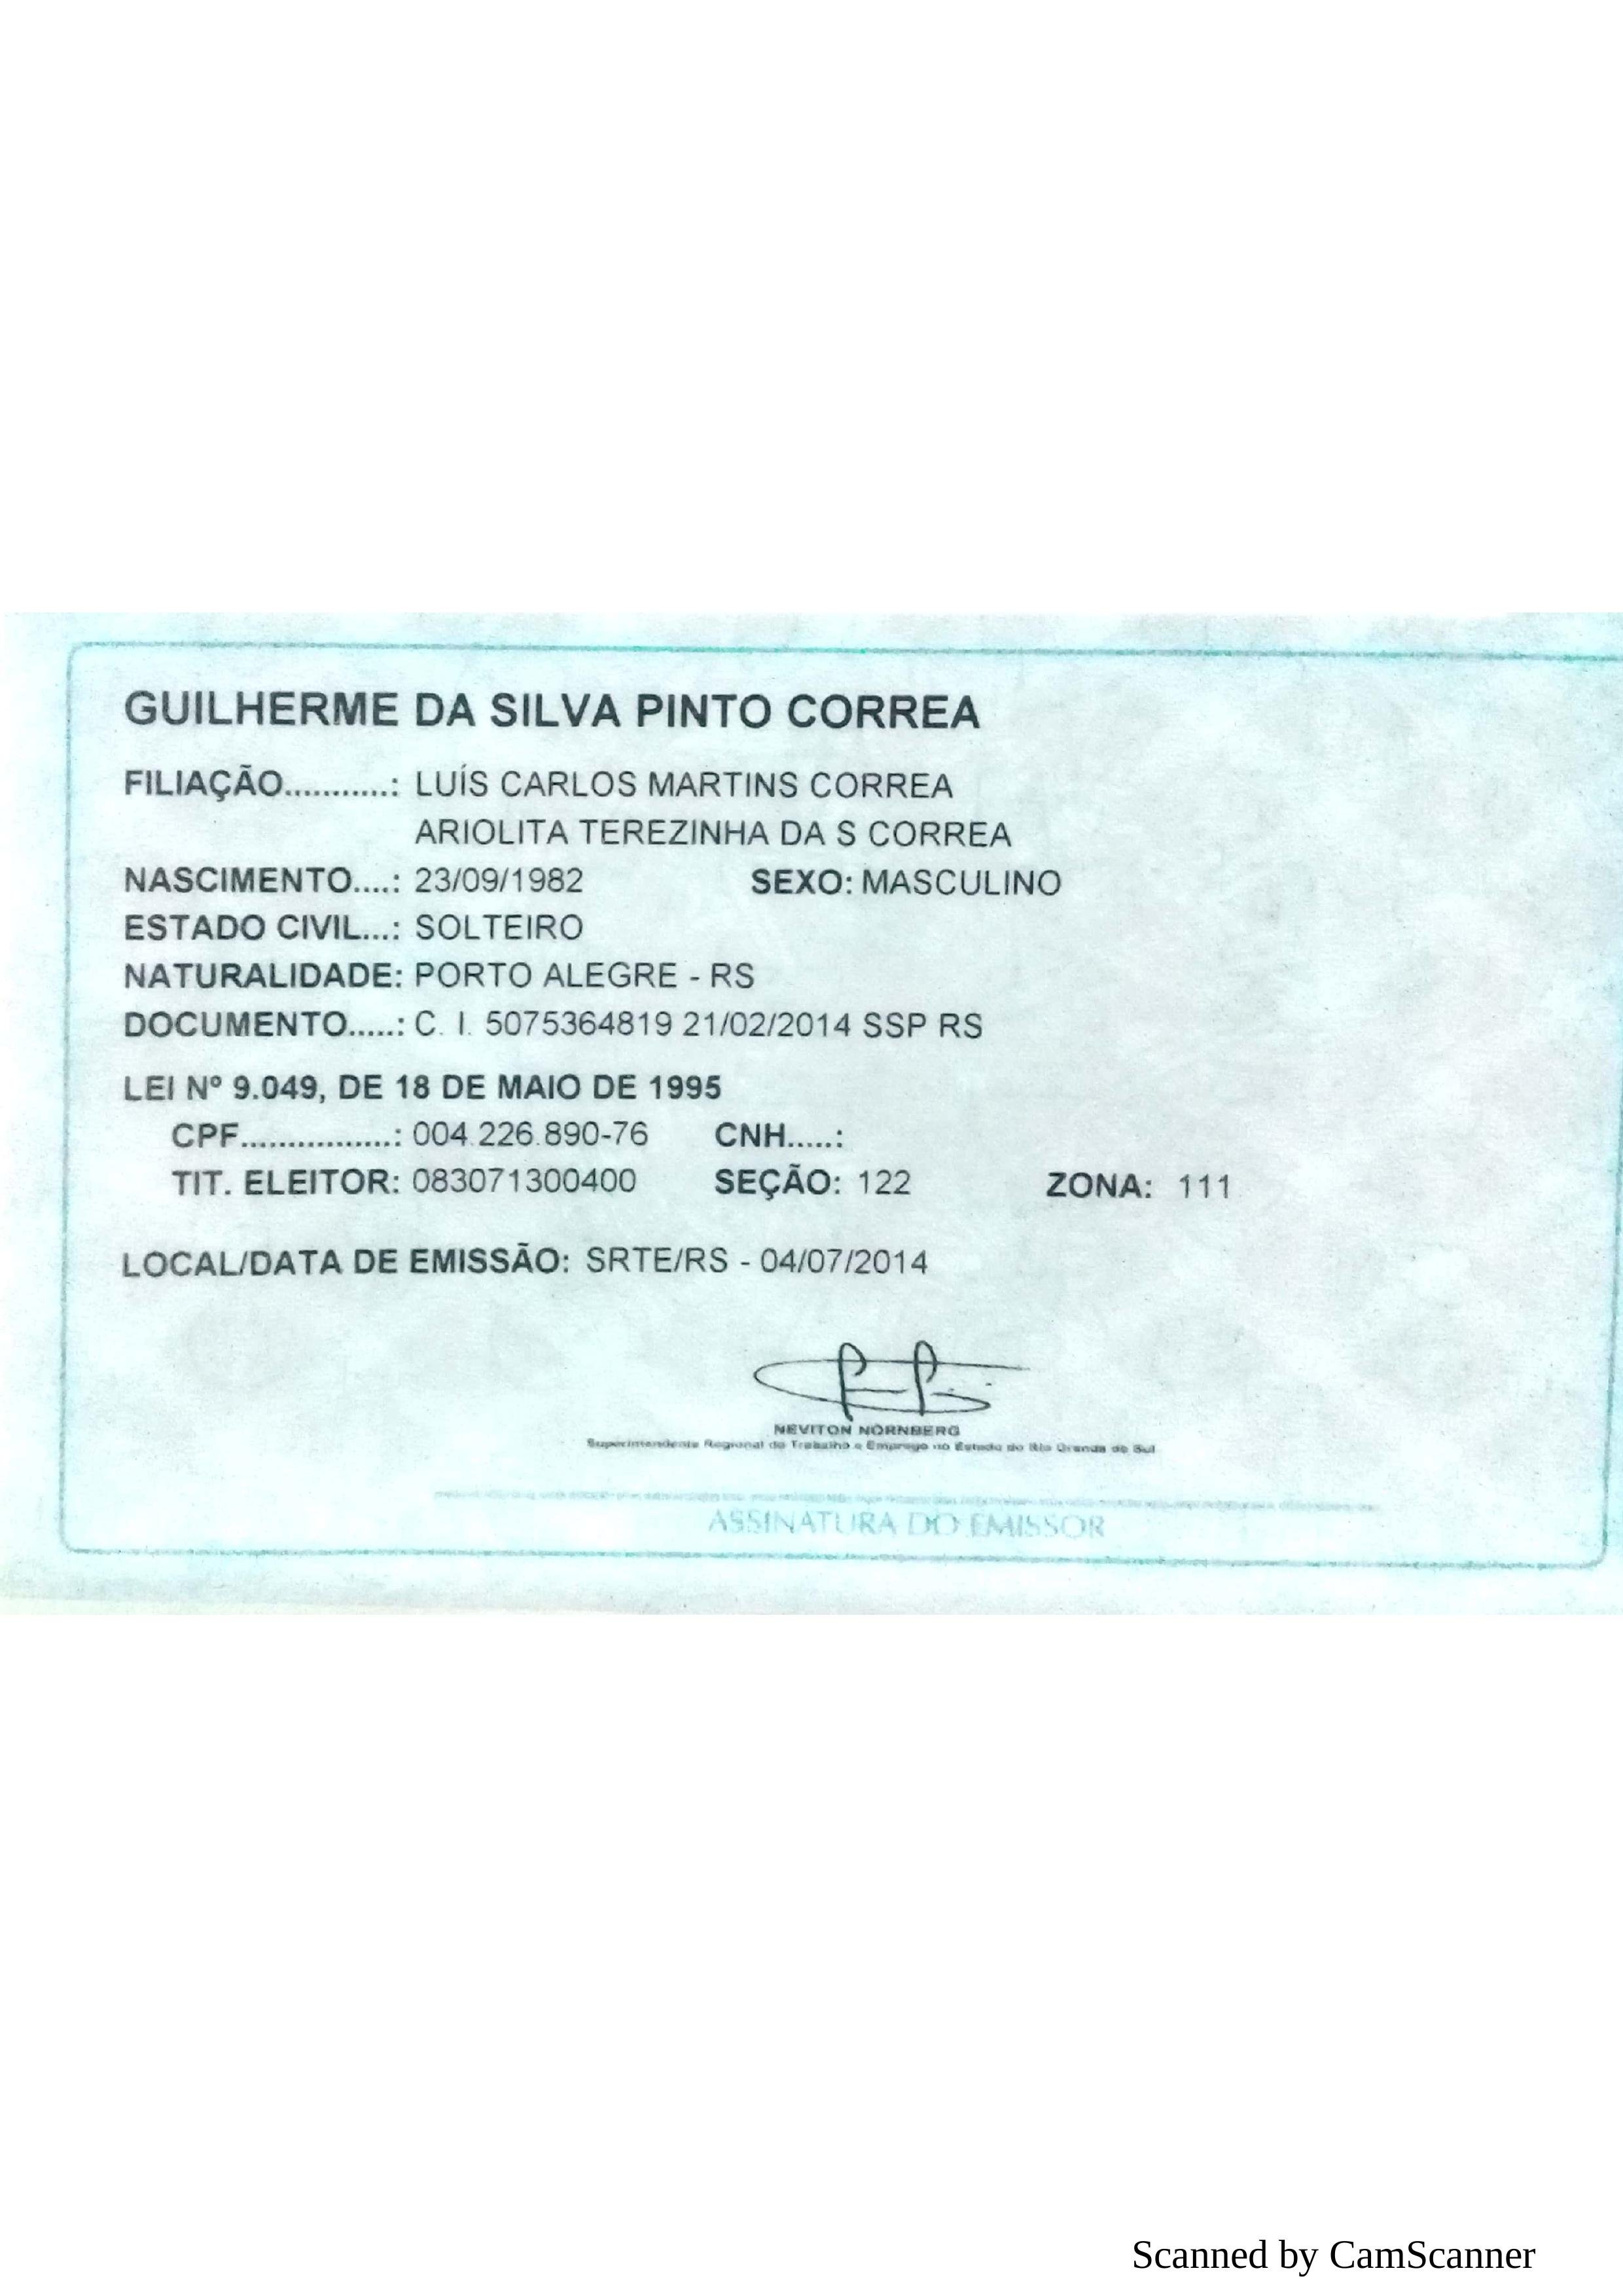 GUILHERME DA SILVA PINTO CORREA
FILIAÇÃO...........: LUÍS CARLOS MARTINS CORREA
ARIOLITA TEREZINHA DA S CORREA
NASCIMENTO....: 23/09/1982 SEXO: MASCULINO
ESTADO CIVIL...: SOLTEIRO
NATURALIDADE: PORTO ALEGRE - RS
DOCUMENTO.....: C. I. 5075364819 21/02/2014 SSP RS
LEI Nº 9.049, DE 18 DE MAIO DE 1995
CPF................: 004.226.890-76 CNH.....:
TIT. ELEITOR: 083071300400 SEÇÃO: 122 ZONA: 111
LOCAL/DATA DE EMISSÃO: SRTE/RS - 04/07/2014
NEVITON NORNBERG
Superintendente Regional do Trabalho e Emprego no Estado do Rio Grande do Sul
ASSINATURA DO EMISSOR
Scanned by CamScanner